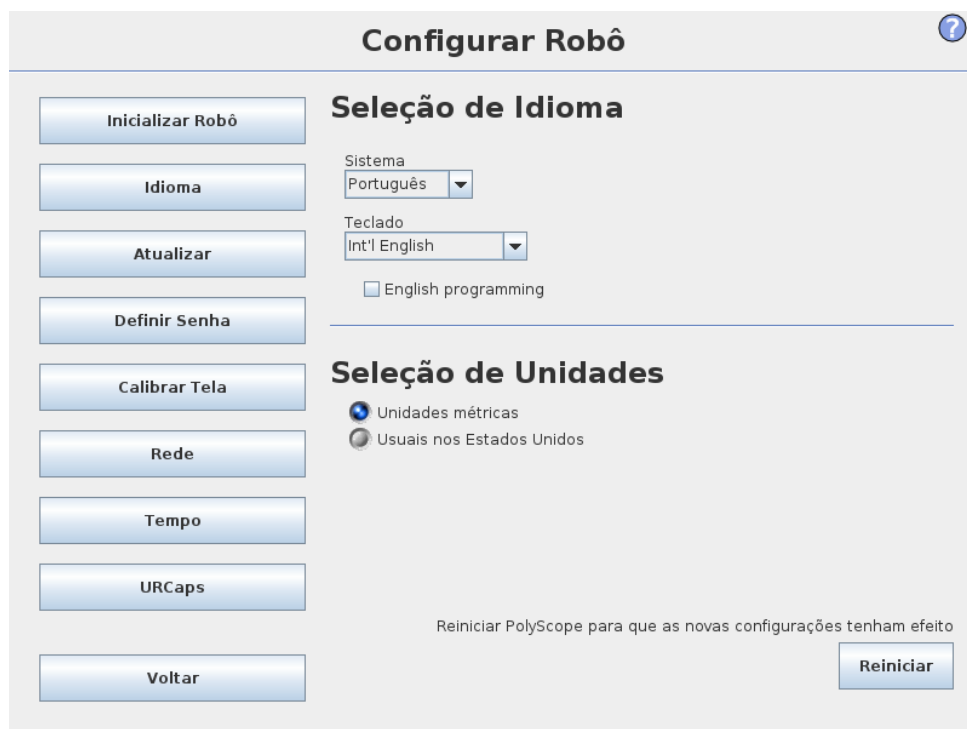 Configurar Robô
?
Inicializar Robô
Idioma
Atualizar
Definir Senha
Calibrar Tela
Rede
Tempo
URCaps
Voltar
Seleção de Idioma
Sistema
Português
Teclado
Int'l English
English programming
Seleção de Unidades
Unidades métricas
Usuais nos Estados Unidos
Reiniciar PolyScope para que as novas configurações tenham efeito
Reiniciar